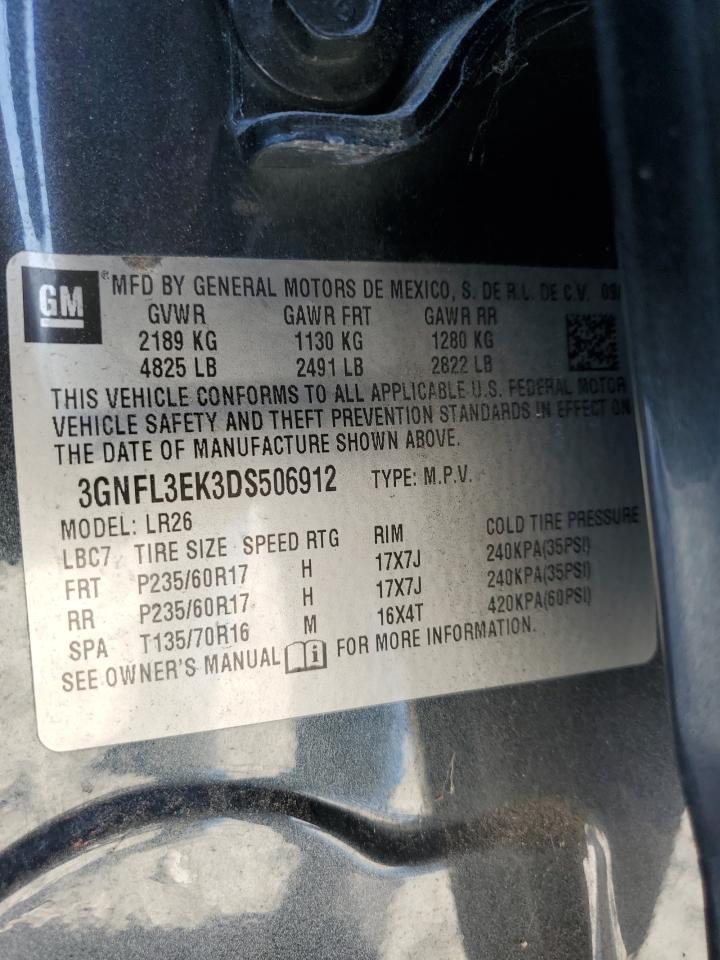 GM ® MFD BY GENERAL MOTORS DE MEXICO, S. DE R.L. DE C.V.
GVWR GAWR FRT GAWR RR
2189 KG 1130 KG 1280 KG
4825 LB 2491 LB 2822 LB
THIS VEHICLE CONFORMS TO ALL APPLICABLE U.S. FEDERAL MOTOR
VEHICLE SAFETY AND THEFT PREVENTION STANDARDS IN EFFECT ON
THE DATE OF MANUFACTURE SHOWN ABOVE.
3GNFL3EK3DS506912 TYPE: M.P.V.
MODEL: LR26
LBC7 TIRE SIZE SPEED RTG RIM COLD TIRE PRESSURE
FRT P235/60R17 H 17X7J 240KPA(35PSI)
RR P235/60R17 H 17X7J 240KPA(35PSI)
SPA T135/70R16 M 16X4T 420KPA(60PSI)
SEE OWNER'S MANUAL i FOR MORE INFORMATION.